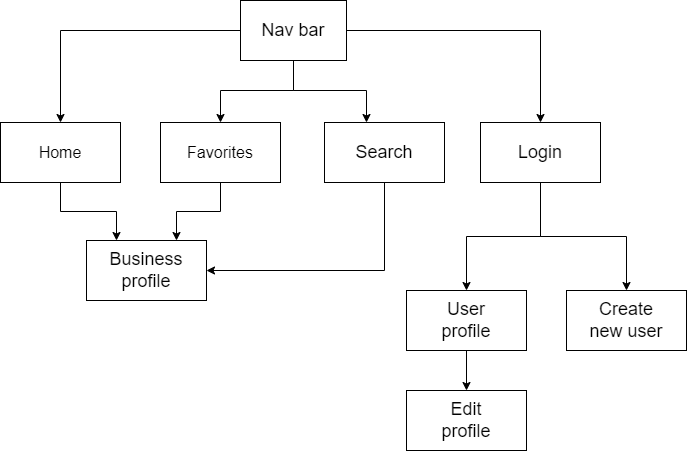 Nav bar
Home
Favorites
Search
Login
Business
profile
User
profile
Create
new user
Edit
profile